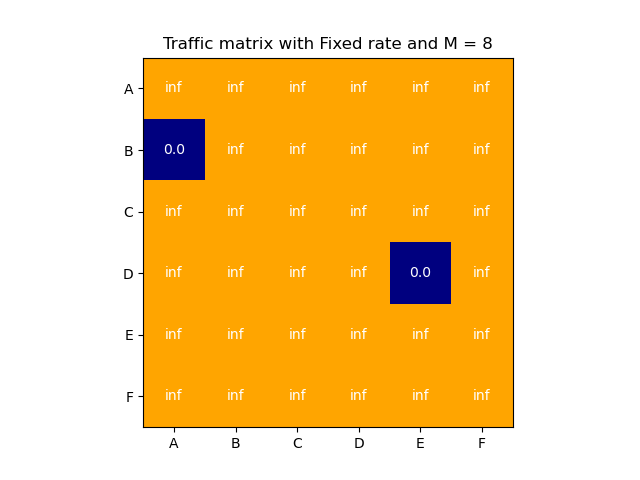 Traffic matrix with Fixed rate and M = 8
A inf inf inf inf inf inf
B 0.0 inf inf inf inf inf
C inf inf inf inf inf inf
D inf inf inf inf 0.0 inf
E inf inf inf inf inf inf
F inf inf inf inf inf inf
A B C D E F